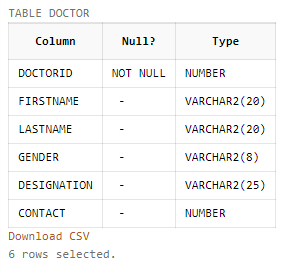 TABLE DOCTOR
Column Null? Type
DOCTORID NOT NULL NUMBER
FIRSTNAME - VARCHAR2(20)
LASTNAME - VARCHAR2(20)
GENDER - VARCHAR2(8)
DESIGNATION - VARCHAR2(25)
CONTACT - NUMBER
Download CSV
6 rows selected.